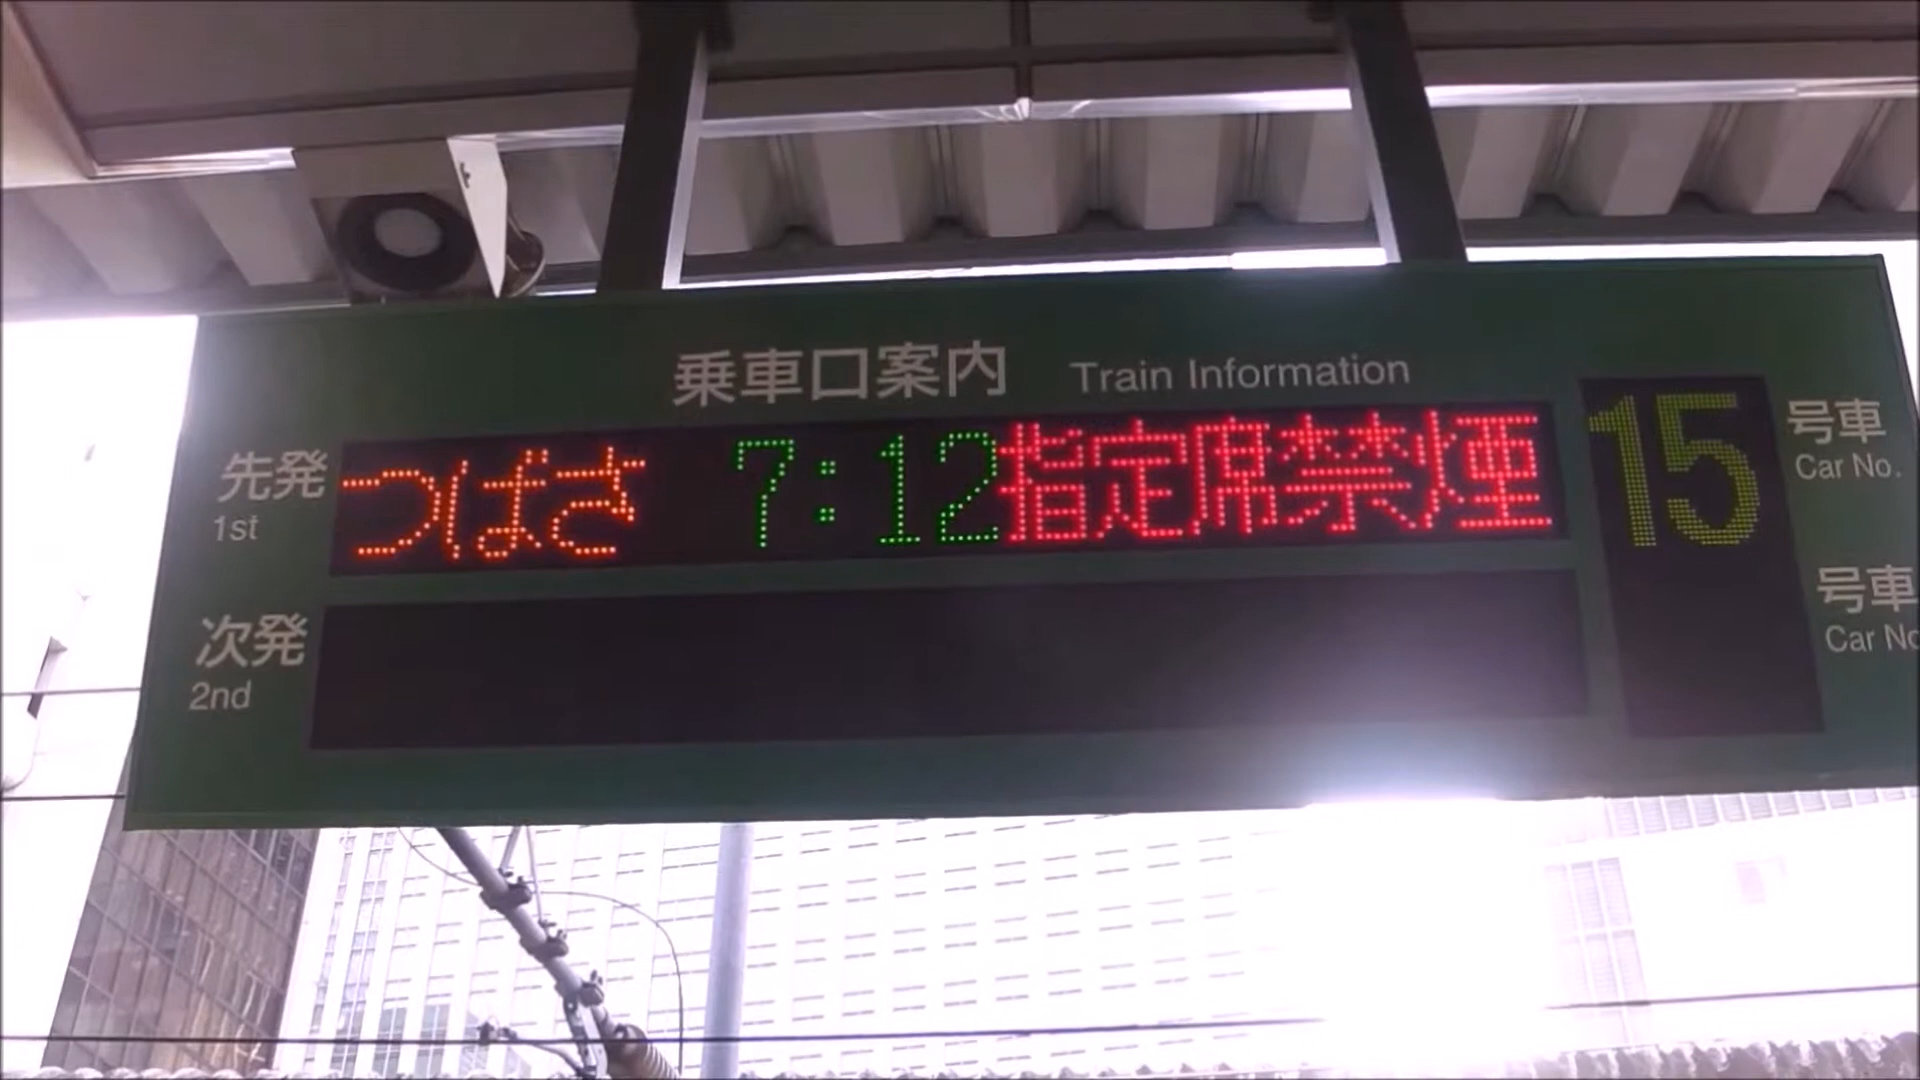 乗車口案内 Train Information
先発 つばさ 7:12 指定席禁煙 15 号車
1st Car No.
次発 号車
2nd Car No